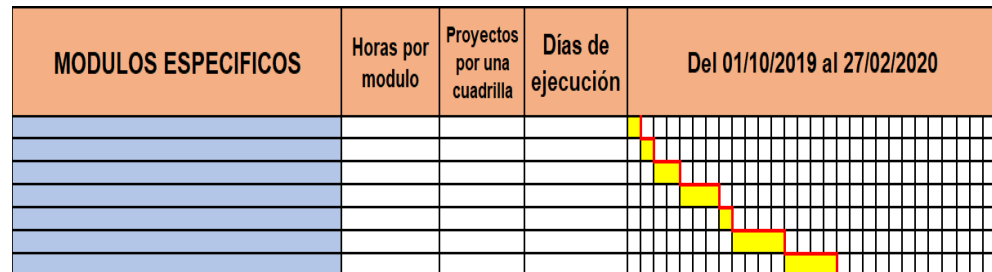 MODULOS ESPECIFICOS
Horas por
modulo
Proyectos
por una
cuadrilla
Días de
ejecución
Del 01/10/2019 al 27/02/2020